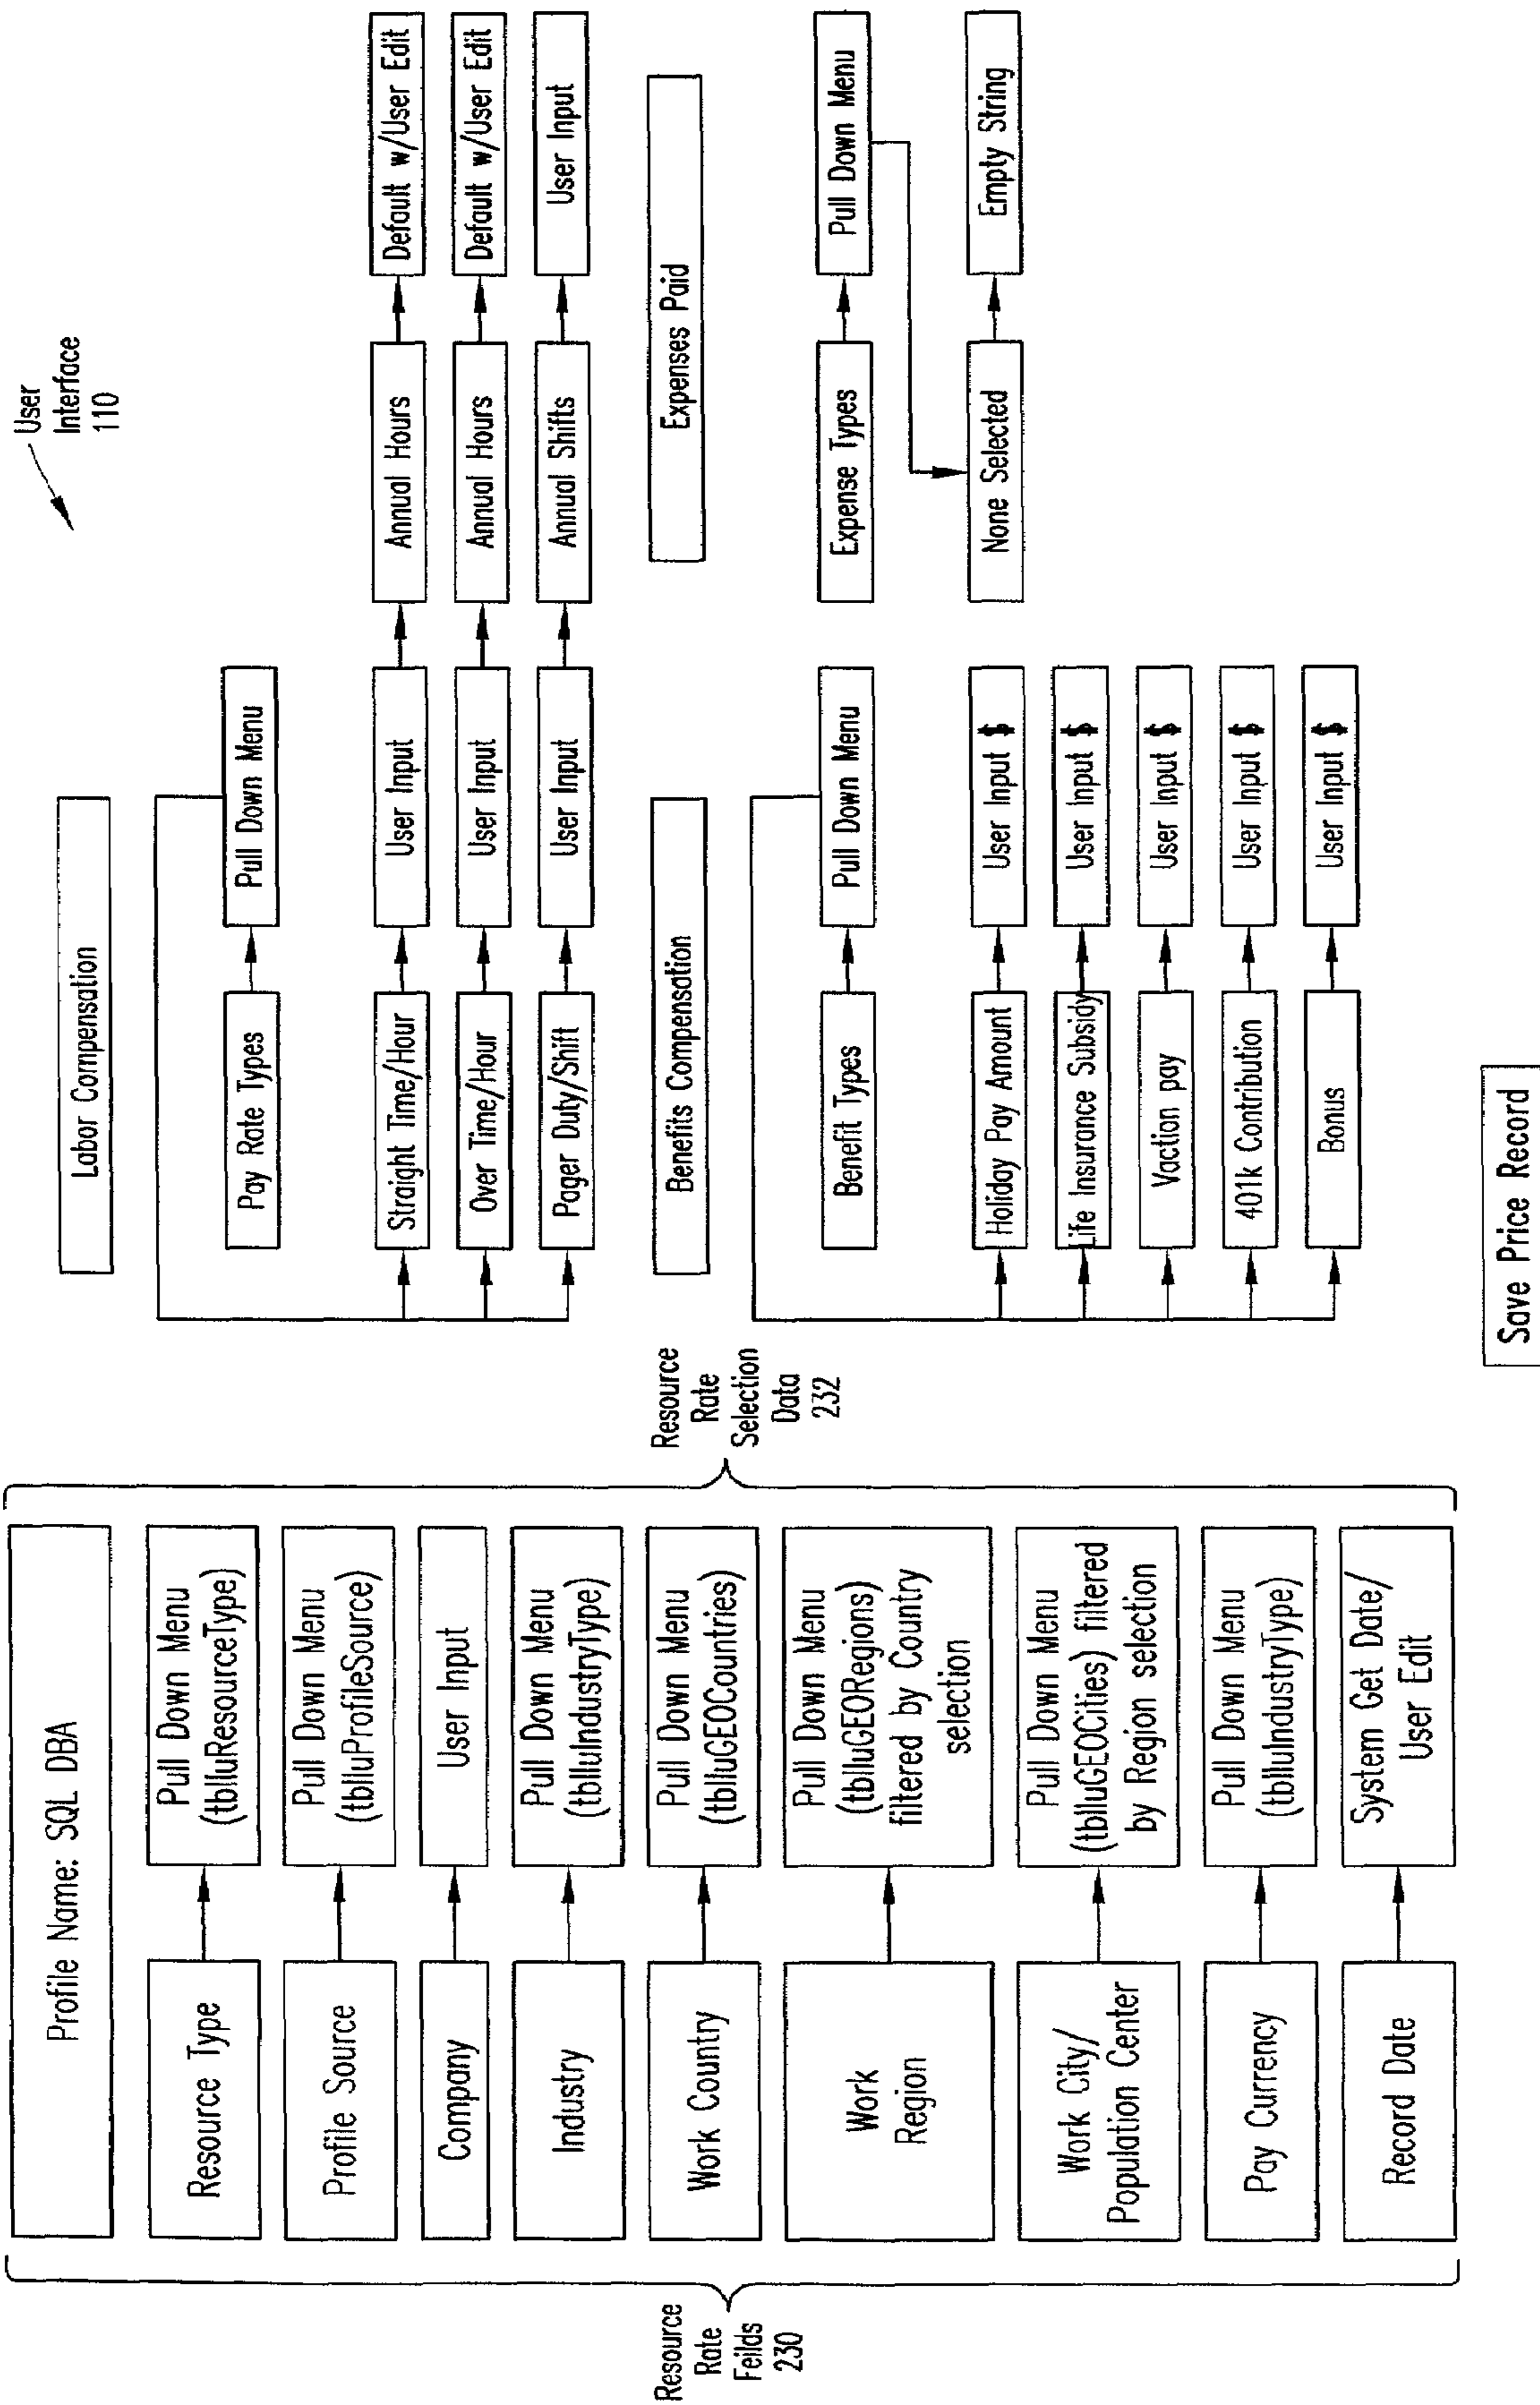 User
Interface
110
Resource
Rate
Feilds
230
Profile Name: SQL DBA
Resource Type
Pull Down Menu
(tblluResourceType)
Profile Source
Pull Down Menu
(tblluProfileSource)
Company
User Input
Industry
Pull Down Menu
(tblluIndustryType)
Work Country
Pull Down Menu
(tblluGEOCountries)
Work
Region
Pull Down Menu
(tblluGEORegions)
filtered by Country
selection
Work City/
Population Center
Pull Down Menu
(tblluGEOCities) filtered
by Region selection
Pay Currency
Pull Down Menu
(tblluIndustryType)
Record Date
System Get Date/
User Edit
Resource
Rate
Selection
Data
232
Labor Compensation
Pay Rate Types
Pull Down Menu
Straight Time/Hour
User Input
Annual Hours
Default w/User Edit
Over Time/Hour
User Input
Annual Hours
Default w/User Edit
Pager Duty/Shift
User Input
Annual Shifts
User Input
Benefits Compensation
Benefit Types
Pull Down Menu
Holiday Pay Amount
User Input $
Life Insurance Subsidy
User Input $
Vaction pay
User Input $
401k Contribution
User Input $
Bonus
User Input $
Expenses Paid
Expense Types
Pull Down Menu
None Selected
Empty String
Save Price Record